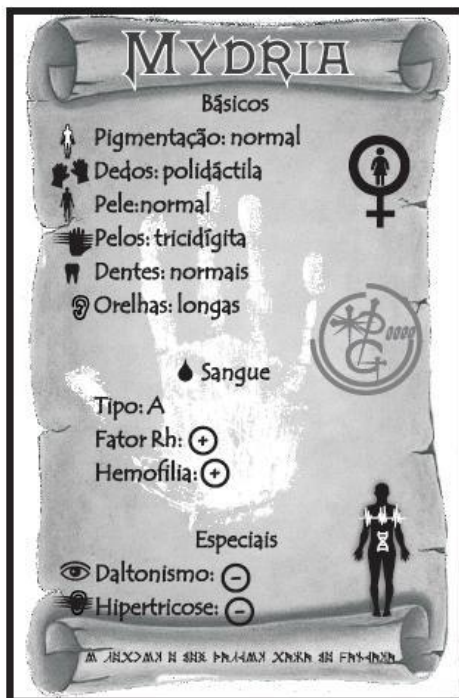 MYDRIA
Básicos
Pigmentação: normal
Dedos: polidáctila
Pele:normal
Pelos: tricidígita
Dentes: normais
Orelhas: longas
Sangue
Tipo: A
Fator Rh: +
Hemofilia: +
Especiais
Daltonismo: -
Hipertricose: -